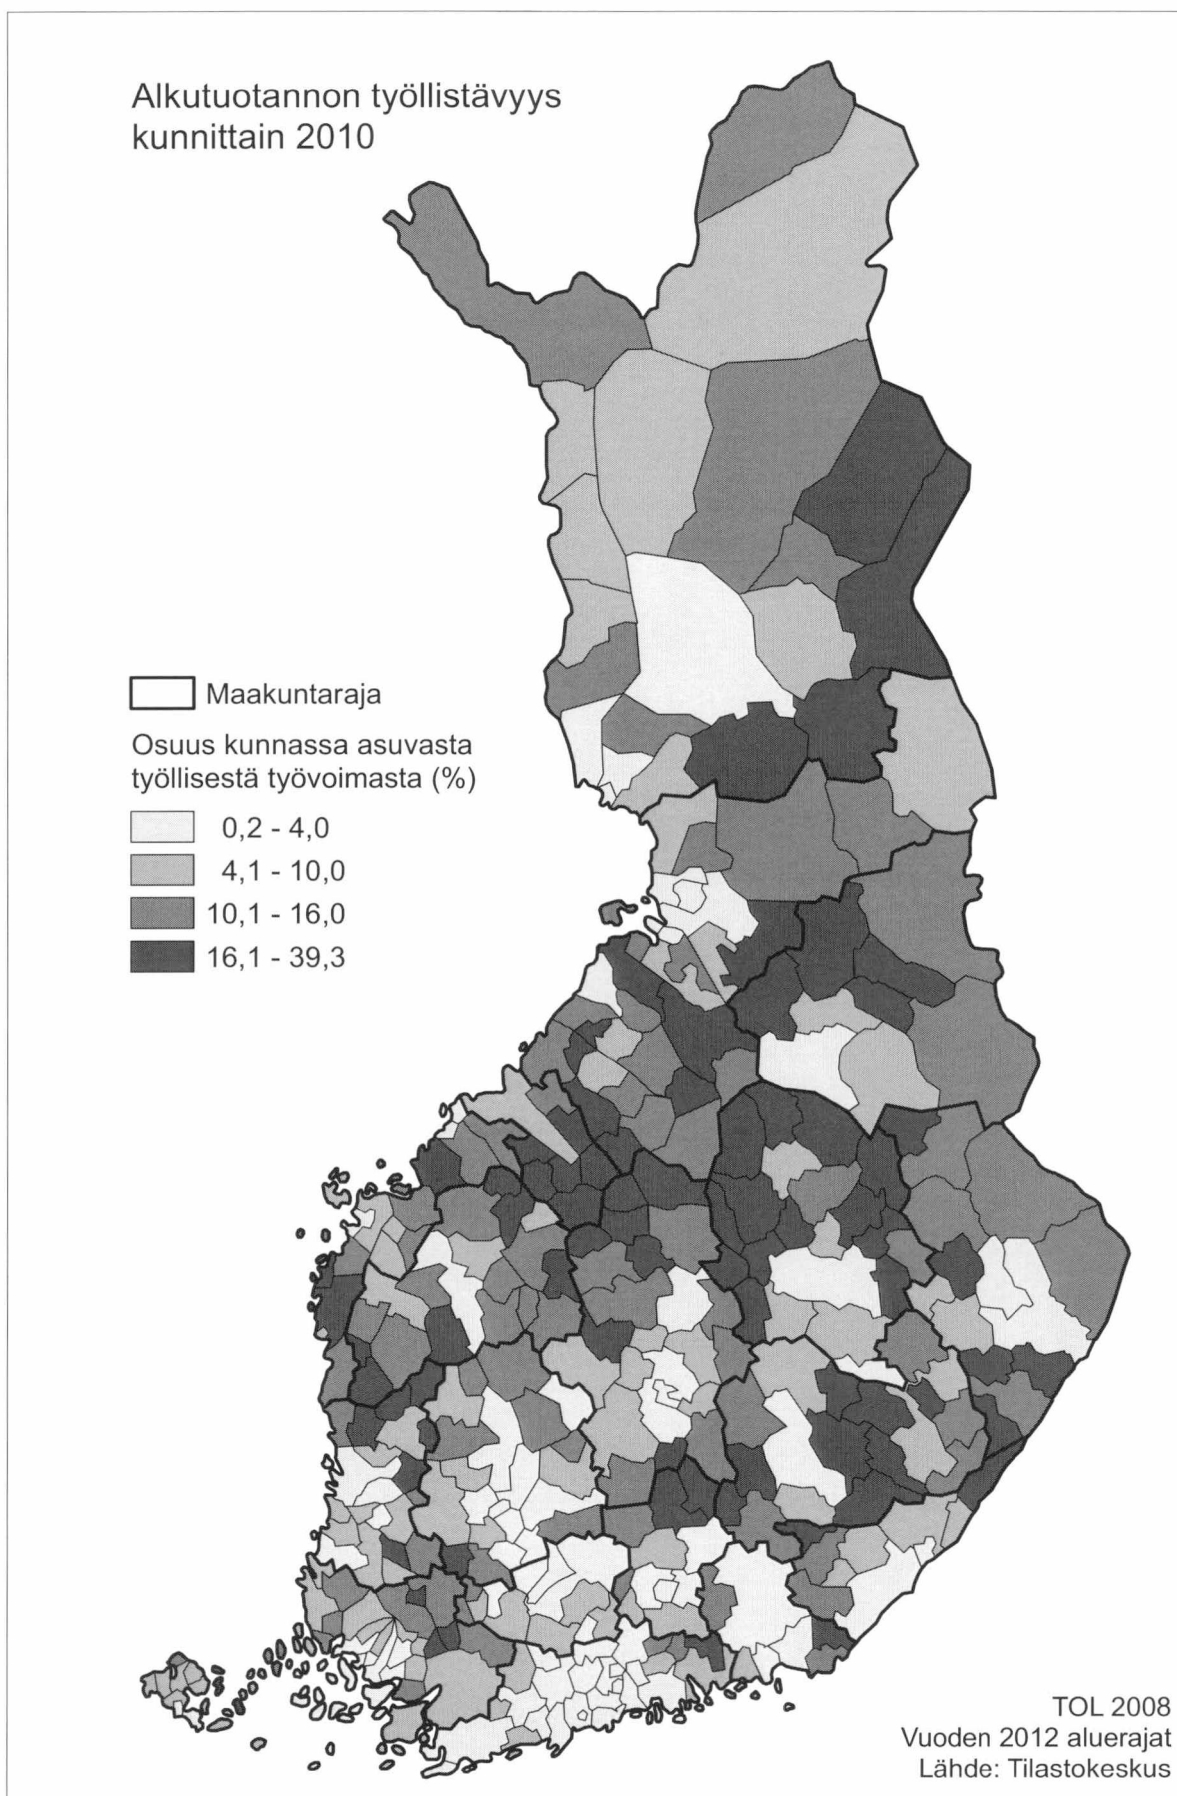 Alkutuotannon työllistävyys
kunnittain 2010
Maakuntaraja
Osuus kunnassa asuvasta
työllisestä työvoimasta (%)
0,2 - 4,0
4,1 - 10,0
10,1 - 16,0
16,1 - 39,3
TOL 2008
Vuoden 2012 aluerajat
Lähde: Tilastokeskus